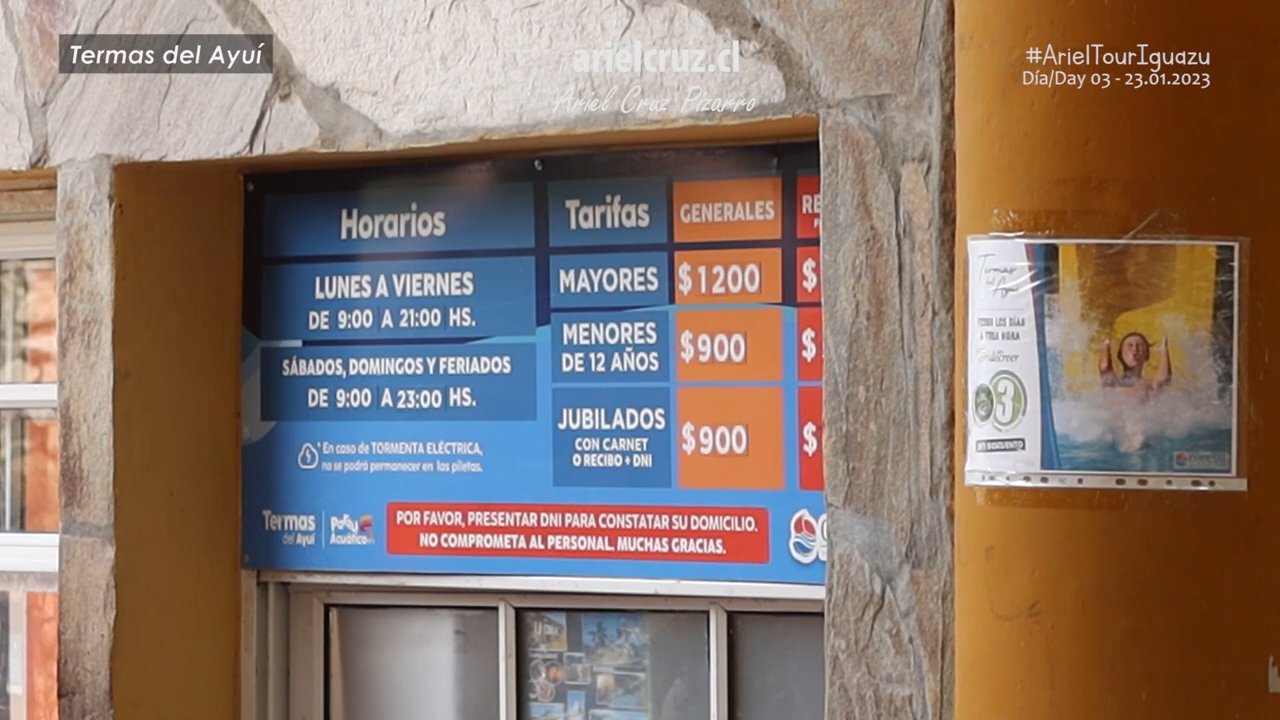 Termas del Ayuí
arielcruz.cl
Ariel Cruz Pizarro
#ArielTourIguazu
Día/Day 03 - 23.01.2023
Horarios
LUNES A VIERNES
DE 9:00 A 21:00 HS.
SÁBADOS, DOMINGOS Y FERIADOS
DE 9:00 A 23:00 HS.
* En caso de TORMENTA ELÉCTRICA,
no se podrá permanecer en las piletas.
Tarifas GENERALES RE
MAYORES $1200 $
MENORES
DE 12 AÑOS $900 $
JUBILADOS
CON CARNET
O RECIBO + DNI $900 $
Termas
del Ayuí
Parque
Acuático
POR FAVOR, PRESENTAR DNI PARA CONSTATAR SU DOMICILIO.
NO COMPROMETA AL PERSONAL. MUCHAS GRACIAS.
Termas
TODOS LOS DÍAS
A TODA HORA
3